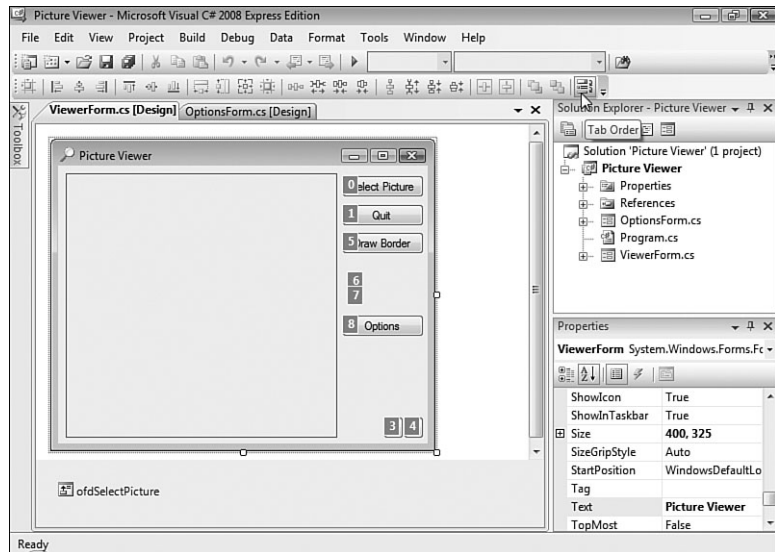 Picture Viewer - Microsoft Visual C# 2008 Express Edition
File Edit View Project Build Debug Data Format Tools Window Help
Toolbox
ViewerForm.cs [Design] OptionsForm.cs [Design]
Picture Viewer
0 elect Picture
1 Quit
5 Draw Border
6
7
8 Options
3 4
ofdSelectPicture
Solution Explorer - Picture Viewer
Tab Order
Solution 'Picture Viewer' (1 project)
Picture Viewer
Properties
References
OptionsForm.cs
Program.cs
ViewerForm.cs
Properties
ViewerForm System.Windows.Forms.Fo
ShowIcon True
ShowInTaskbar True
Size 400, 325
SizeGripStyle Auto
StartPosition WindowsDefaultLo
Tag
Text Picture Viewer
TopMost False
Ready